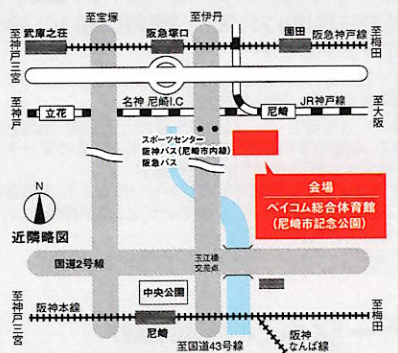 至宝塚
至伊丹
武庫之荘
阪急塚口
園田
阪急神戸線
至神戸三宮
至梅田
名神 尼崎I.C
JR神戸線
至神戸
立花
尼崎
至大阪
スポーツセンター
阪神バス(尼崎市内線)
阪急バス
会場
ベイコム総合体育館
(尼崎市記念公園)
N
近隣略図
国道2号線
玉江橋
交差点
中央公園
至神戸三宮
阪神本線
尼崎
至梅田
至国道43号線
阪神
なんば線